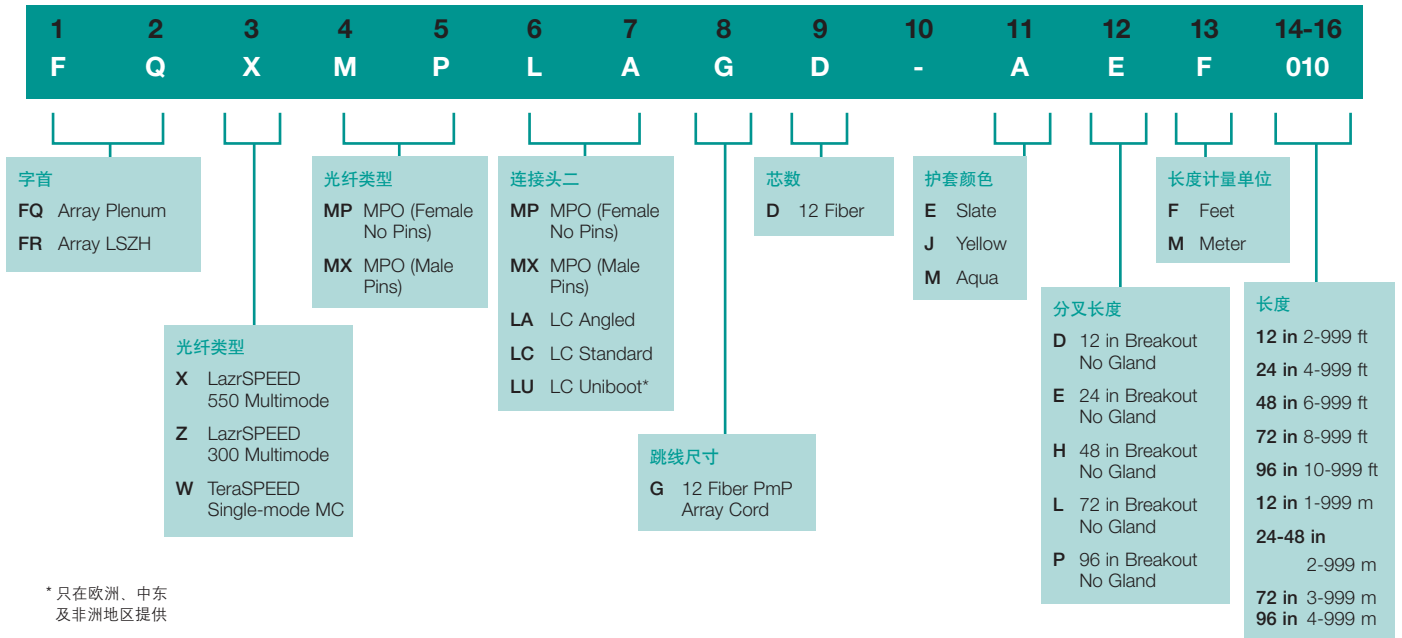 1 2 3 4 5 6 7 8 9 10 11 12 13 14-16
F Q X M P L A G D - A E F 010
字首
FQ Array Plenum
FR Array LSZH
光纤类型
X LazrSPEED
550 Multimode
Z LazrSPEED
300 Multimode
W TeraSPEED
Single-mode MC
光纤类型
MP MPO (Female
No Pins)
MX MPO (Male
Pins)
连接头二
MP MPO (Female
No Pins)
MX MPO (Male
Pins)
LA LC Angled
LC LC Standard
LU LC Uniboot*
跳线尺寸
G 12 Fiber PmP
Array Cord
芯数
D 12 Fiber
护套颜色
E Slate
J Yellow
M Aqua
分叉长度
D 12 in Breakout
No Gland
E 24 in Breakout
No Gland
H 48 in Breakout
No Gland
L 72 in Breakout
No Gland
P 96 in Breakout
No Gland
长度计量单位
F Feet
M Meter
长度
12 in 2-999 ft
24 in 4-999 ft
48 in 6-999 ft
72 in 8-999 ft
96 in 10-999 ft
12 in 1-999 m
24-48 in
2-999 m
72 in 3-999 m
96 in 4-999 m
* 只在欧洲、中东
及非洲地区提供